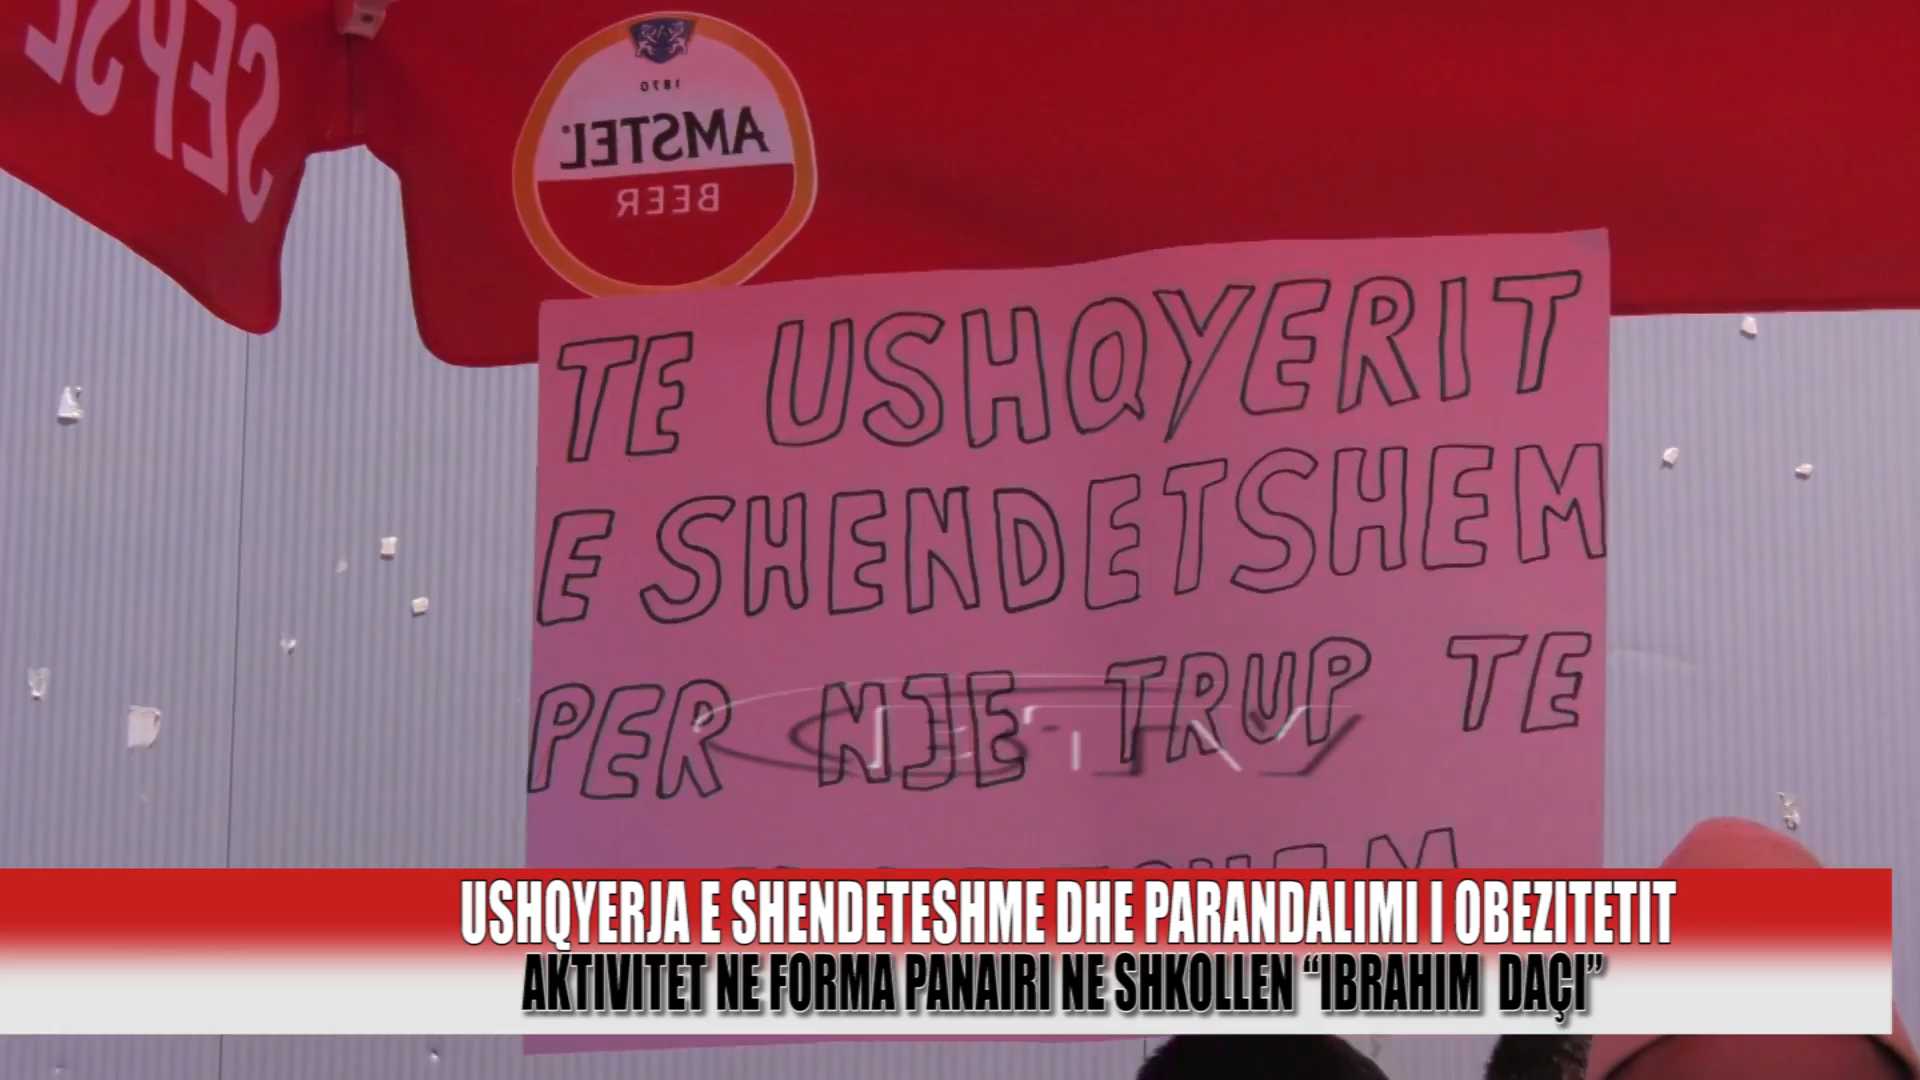 SEPSE
1870
AMSTEL
BEER
TE USHQYERIT
E SHENDETSHEM
PER NJE TRUP TE
USHQYERJA E SHENDETESHME DHE PARANDALIMI I OBEZITETIT
AKTIVITET NE FORMA PANAIRI NE SHKOLLEN “IBRAHIM DAÇI”